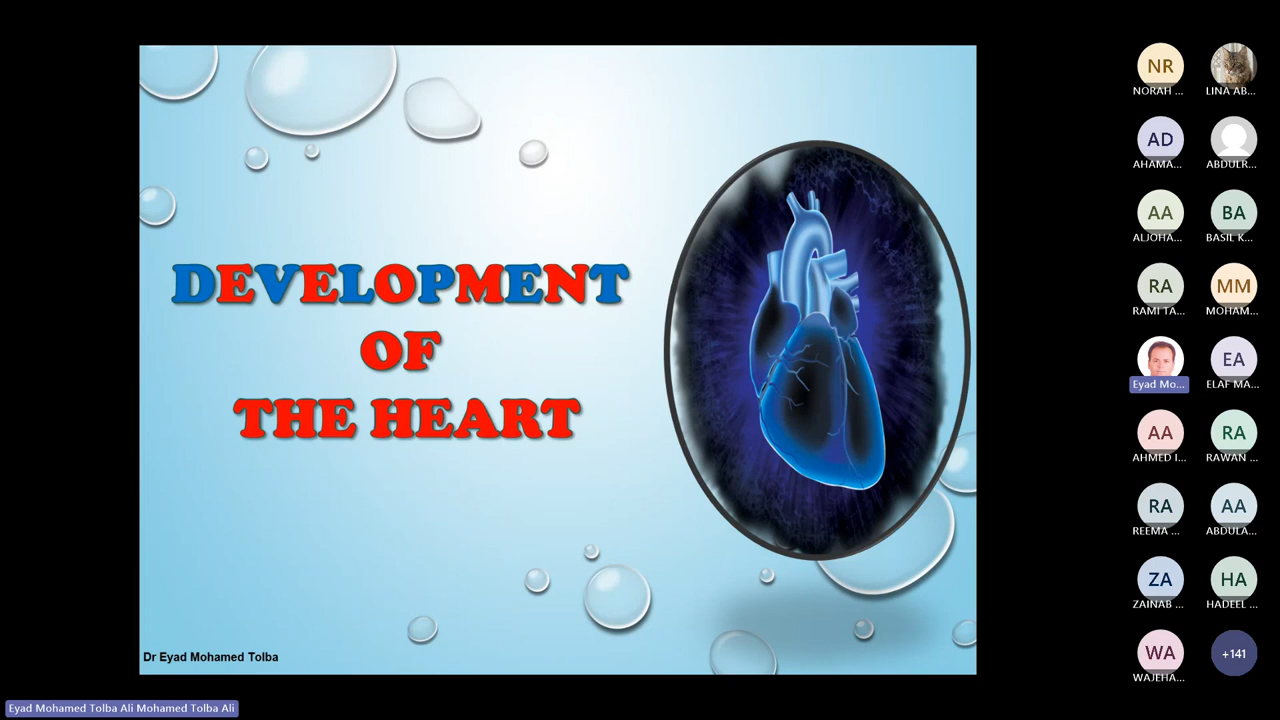 DEVELOPMENT
OF
THE HEART
Dr Eyad Mohamed Tolba
Eyad Mohamed Tolba Ali Mohamed Tolba Ali
NR
NORAH ...
LINA AB...
AD
AHAMA...
ABDULR...
AA
ALJOHA...
BA
BASIL K...
RA
RAMI TA...
MM
MOHAM...
Eyad Mo...
EA
ELAF MA...
AA
AHMED I...
RA
RAWAN ...
RA
REEMA ...
AA
ABDULA...
ZA
ZAINAB ...
HA
HADEEL ...
WA
WAJEHA...
+141